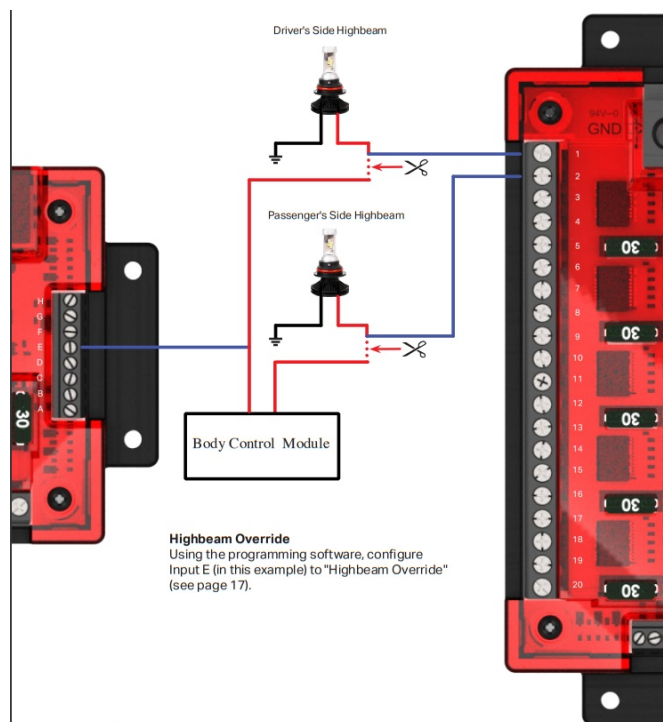 Driver's Side Highbeam
94V-0
GND
1
2
3
Passenger's Side Highbeam
4
5
30
6
7
H
G
8
F
9
30
E
D
10
C
11
B
A
12
30
13
30
Body Control Module
14
15
16
30
17
Highbeam Override
Using the programming software, configure
18
Input E (in this example) to "Highbeam Override"
19
(see page 17).
20
30